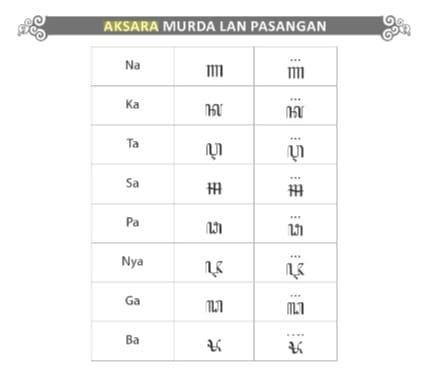 AKSARA MURDA LAN PASANGAN
Na ꦟ ...꧀ꦟ
Ka ꦑ ...꧀ꦑ
Ta ꦡ ...꧀ꦡ
Sa ꦯ ...꧀ꦯ
Pa ꦦ ...꧀ꦦ
Nya ꦘ ...꧀ꦘ
Ga ꦓ ...꧀ꦓ
Ba ꦨ ....꧀ꦨ